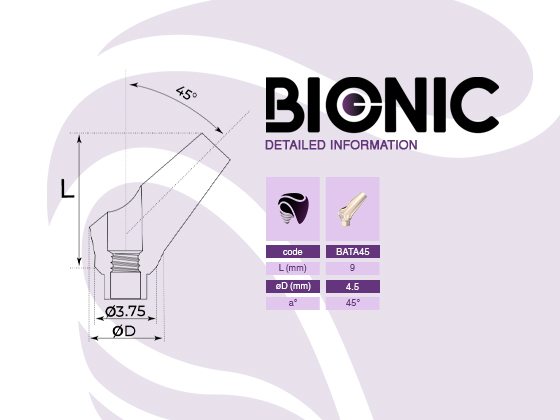 BIONIC
DETAILED INFORMATION
45°
L
Ø3.75
ØD
code BATA45
L (mm) 9
øD (mm) 4.5
a° 45°